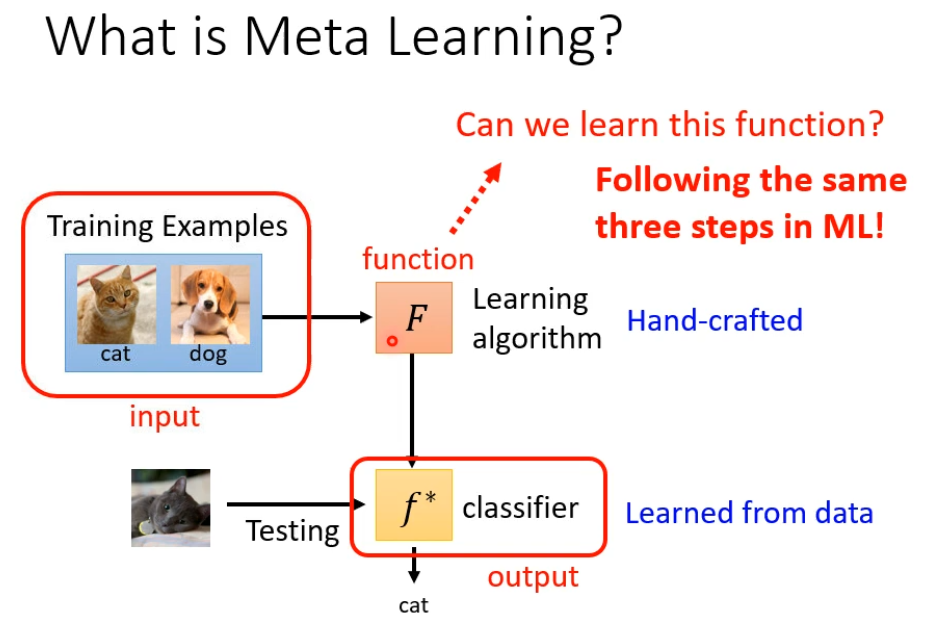 What is Meta Learning?
Can we learn this function?
Following the same
three steps in ML!
Training Examples
cat
dog
input
function
F
Learning
algorithm
Hand-crafted
Testing
f*
classifier
Learned from data
output
cat